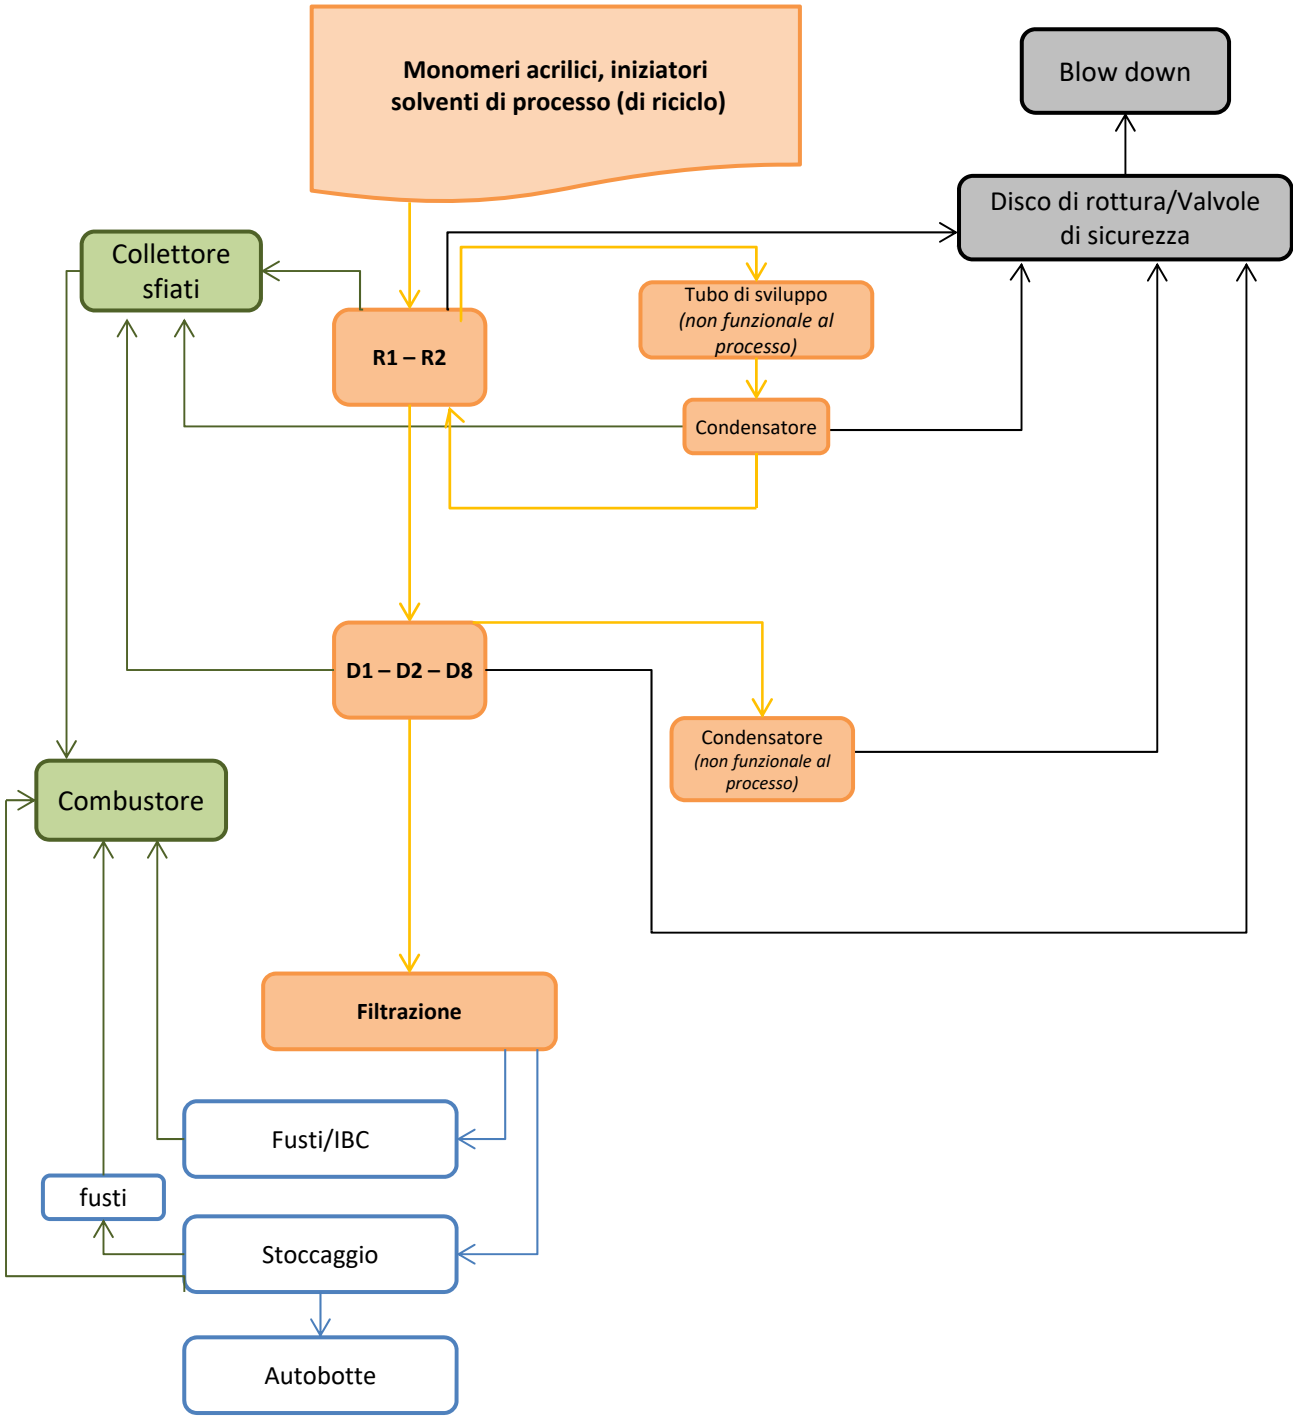 Monomeri acrilici, iniziatori
solventi di processo (di riciclo)
Blow down
Disco di rottura/Valvole
di sicurezza
Collettore
sfiati
Tubo di sviluppo
(non funzionale al
processo)
R1 – R2
Condensatore
D1 – D2 – D8
Condensatore
(non funzionale al
processo)
Combustore
Filtrazione
Fusti/IBC
fusti
Stoccaggio
Autobotte